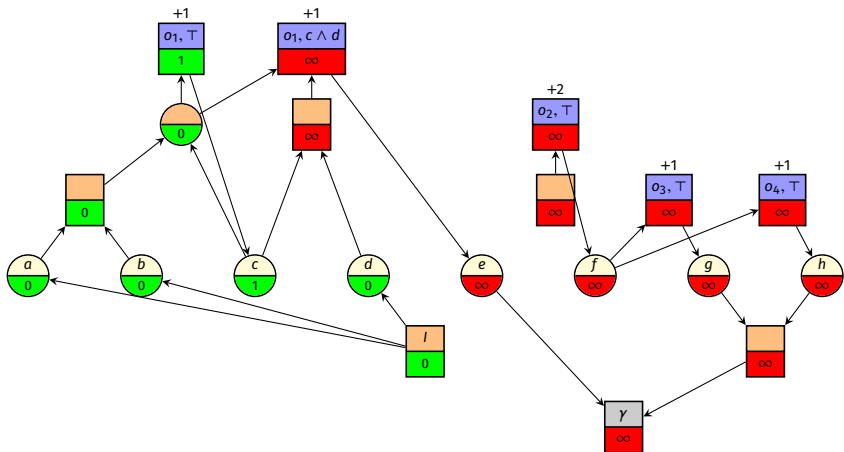 +1
+1
o₁, ⊤
o₁, c ∧ d
1
∞
+2
o₂, ⊤
0
∞
∞
+1
+1
o₃, ⊤
o₄, ⊤
0
∞
∞
∞
a
b
c
d
e
f
g
h
0
0
1
0
∞
∞
∞
∞
I
0
∞
γ
∞